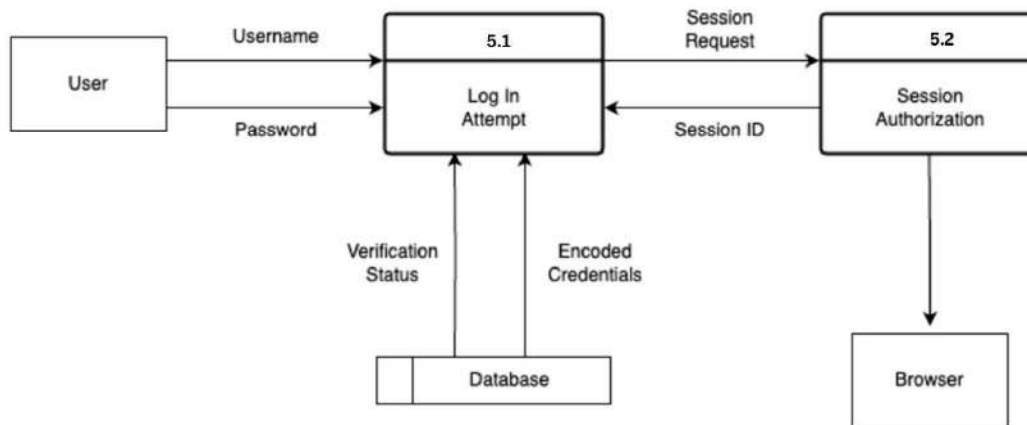 Username
5.1
Session
Request
5.2
User
Log In
Attempt
Session
Authorization
Password
Session ID
Verification
Status
Encoded
Credentials
Database
Browser